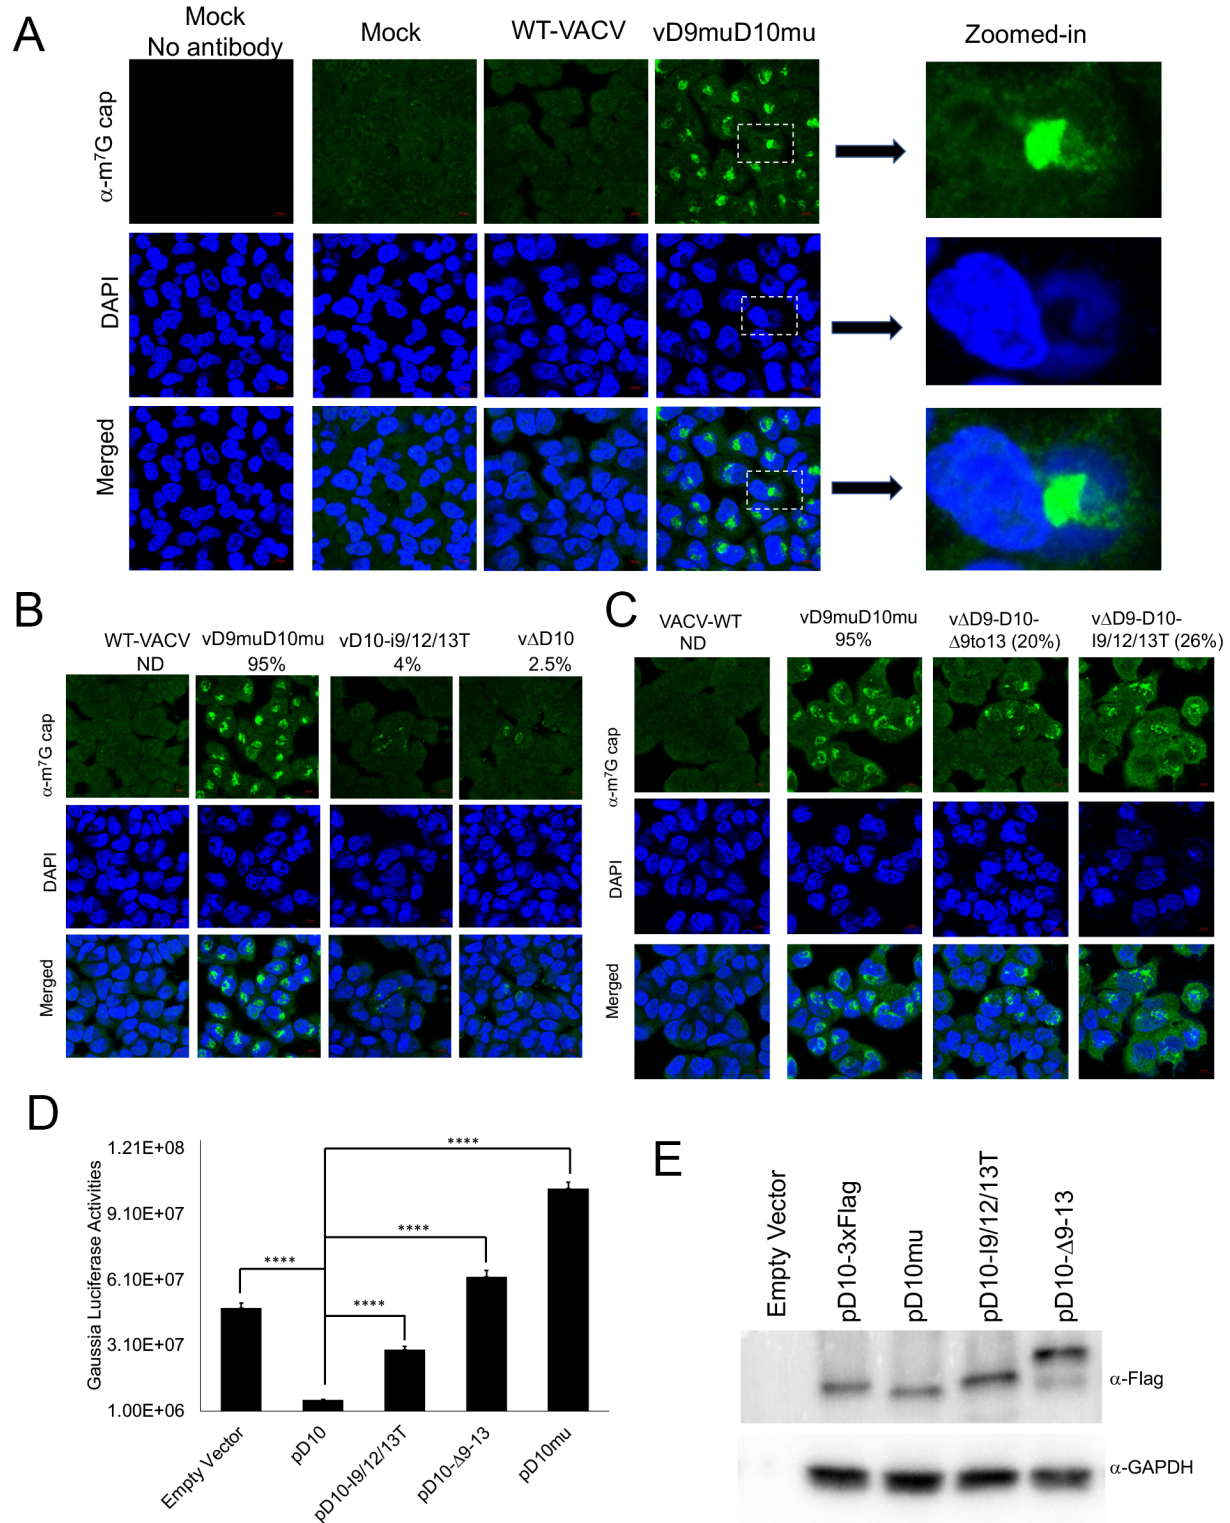 A
Mock
No antibody
Mock
WT-VACV
vD9muD10mu
Zoomed-in
α-m⁷G cap
DAPI
Merged
B
WT-VACV
ND
vD9muD10mu
95%
vD10-i9/12/13T
4%
vΔD10
2.5%
α-m⁷G cap
DAPI
Merged
C
VACV-WT
ND
vD9muD10mu
95%
vΔD9-D10-
Δ9to13 (20%)
vΔD9-D10-
I9/12/13T (26%)
α-m⁷G cap
DAPI
Merged
D
Gaussia Luciferase Activities
1.21E+08
9.10E+07
6.10E+07
3.10E+07
1.00E+06
****
****
****
****
Empty Vector
pD10
pD10-I9/12/13T
pD10-Δ9-13
pD10mu
E
Empty Vector
pD10-3xFlag
pD10mu
pD10-I9/12/13T
pD10-Δ9-13
α-Flag
α-GAPDH